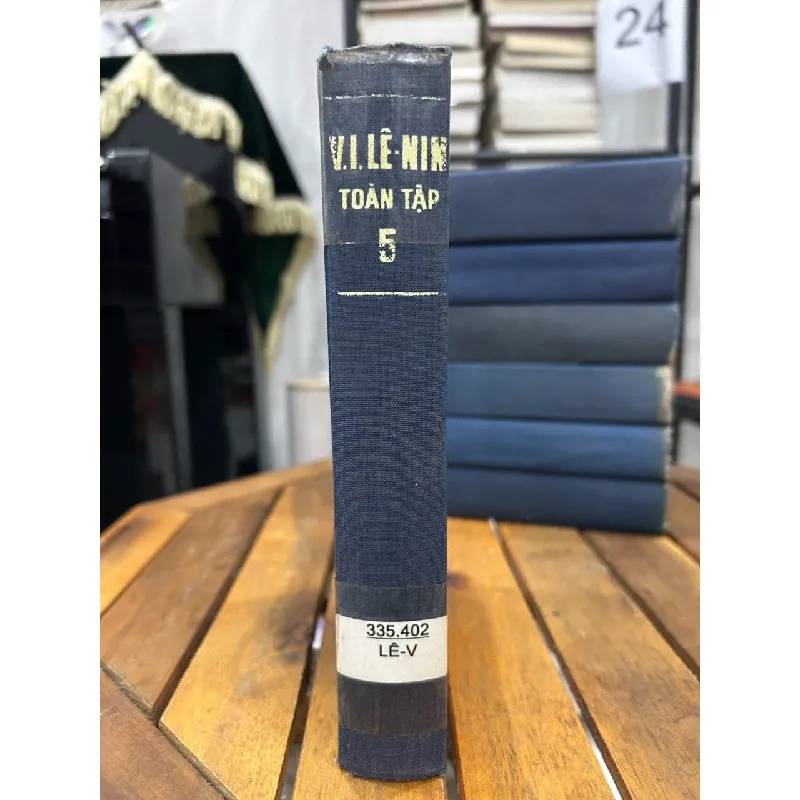 24
V.I.LÊ-NIN
TOÀN TẬP
5
335.402
LÊ-V